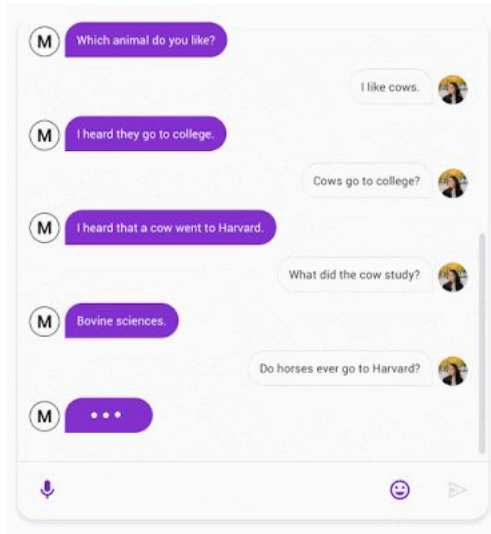 M Which animal do you like?
I like cows.
M I heard they go to college.
Cows go to college?
M I heard that a cow went to Harvard.
What did the cow study?
M Bovine sciences.
Do horses ever go to Harvard?
M